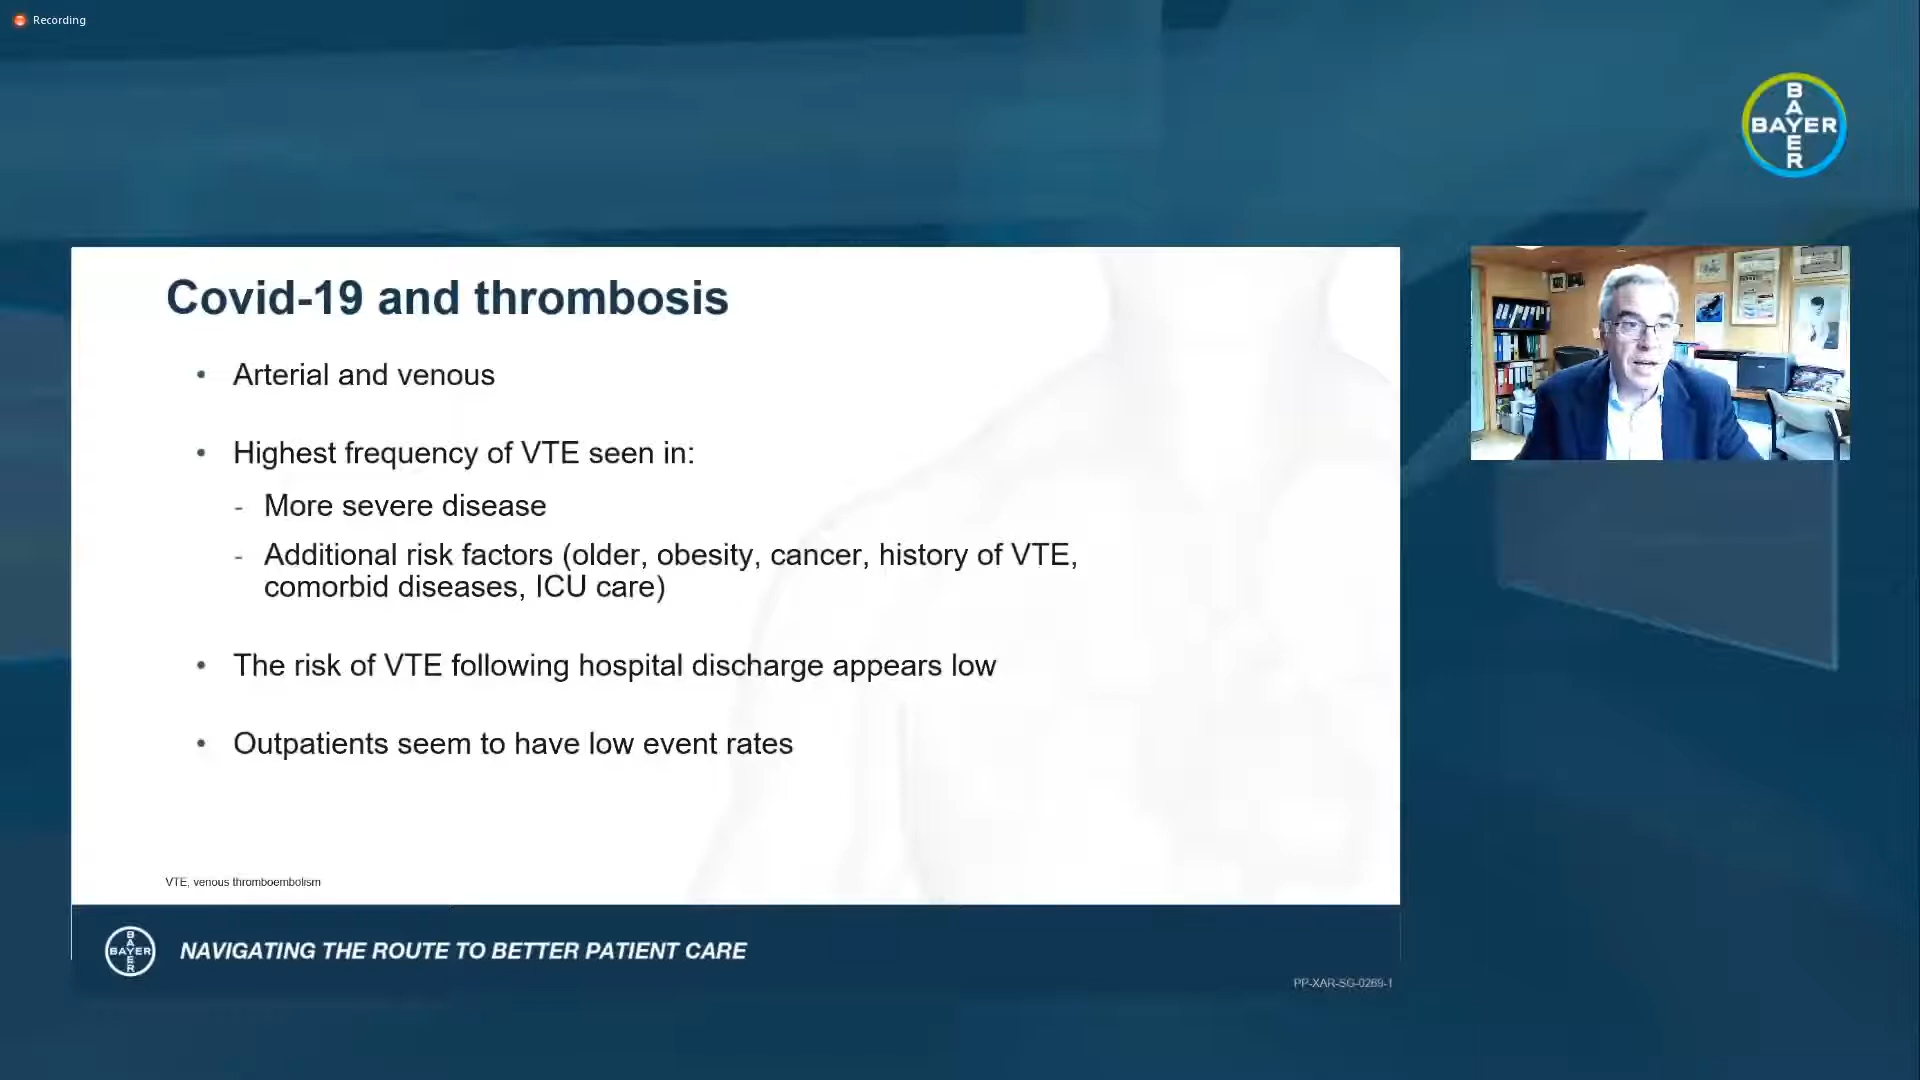 Recording
BAYER
BAYER
Covid-19 and thrombosis
• Arterial and venous
• Highest frequency of VTE seen in:
- More severe disease
- Additional risk factors (older, obesity, cancer, history of VTE,
comorbid diseases, ICU care)
• The risk of VTE following hospital discharge appears low
• Outpatients seem to have low event rates
VTE, venous thromboembolism
BAYER
BAYER
NAVIGATING THE ROUTE TO BETTER PATIENT CARE
PP-XAR-SG-0269-1